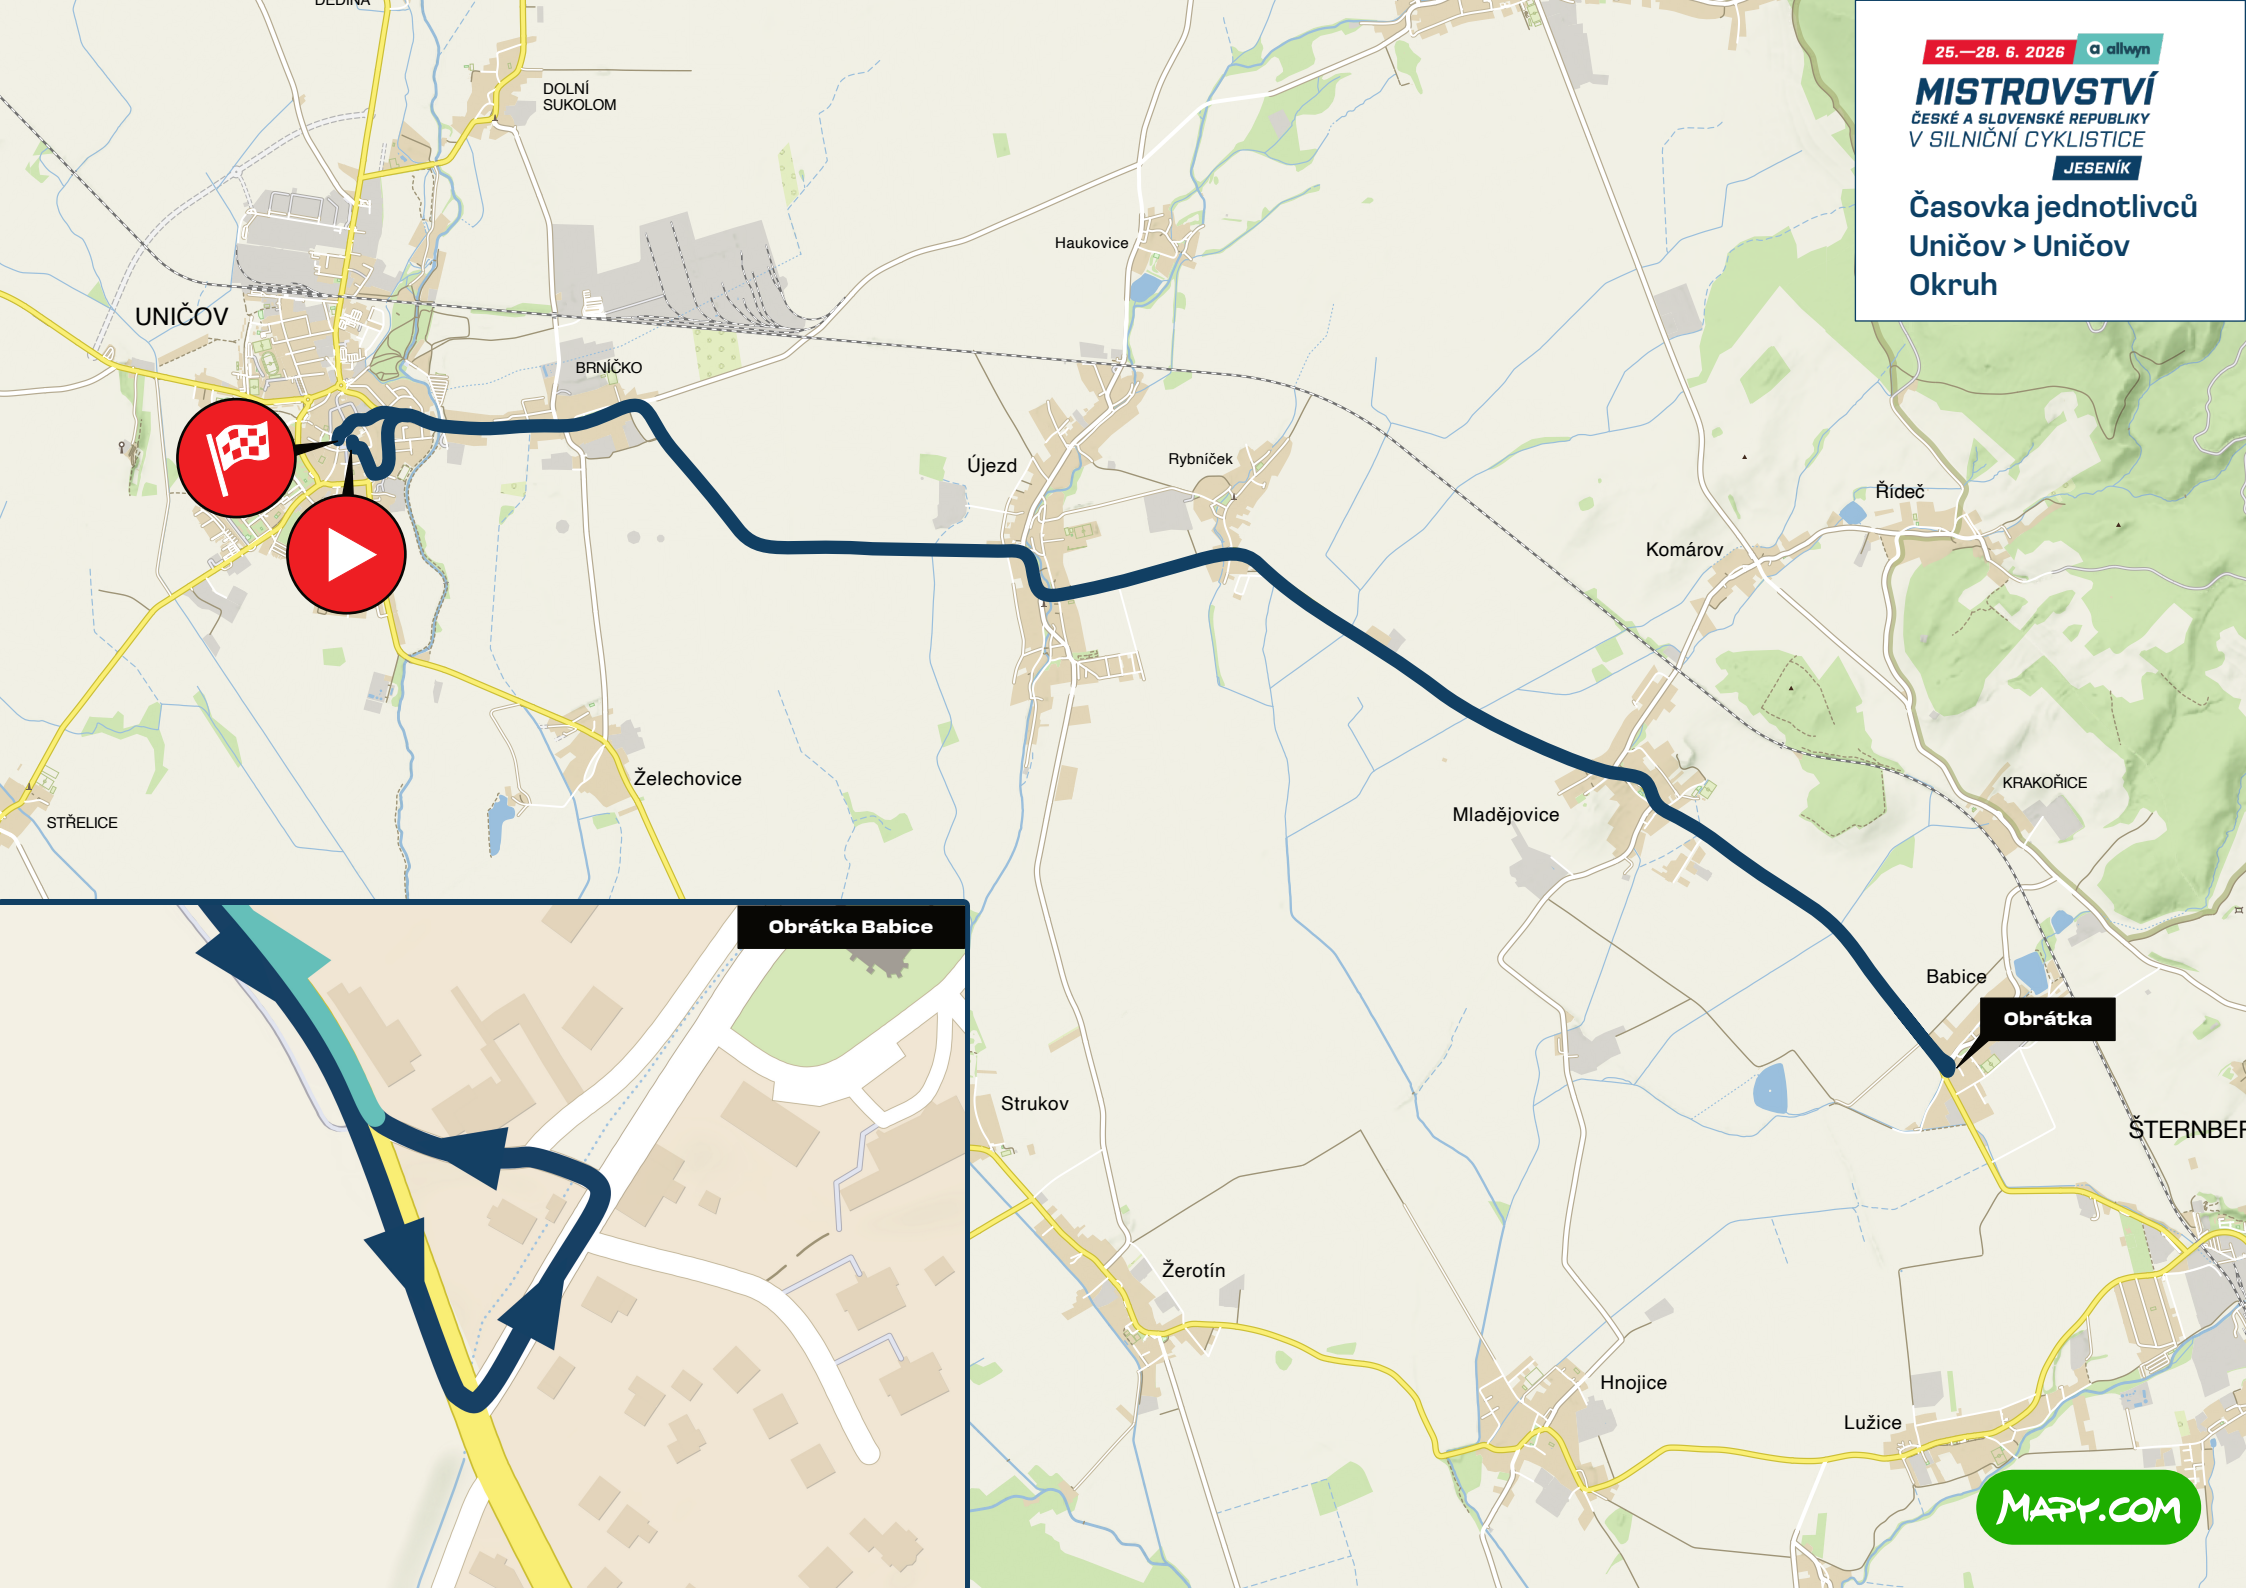 DOLNÍ
SUKOLOM
25.—28. 6. 2026
allwyn
MISTROVSTVÍ
ČESKÉ A SLOVENSKÉ REPUBLIKY
V SILNIČNÍ CYKLISTICE
JESENÍK
Časovka jednotlivců
Uničov > Uničov
Okruh
Haukovice
UNIČOV
BRNÍČKO
Újezd
Rybníček
Řídeč
Komárov
Želechovice
KRAKOŘICE
Mladějovice
STŘELICE
Obrátka Babice
Babice
Obrátka
Strukov
ŠTERNBER
Žerotín
Hnojice
Lužice
MAPY.COM